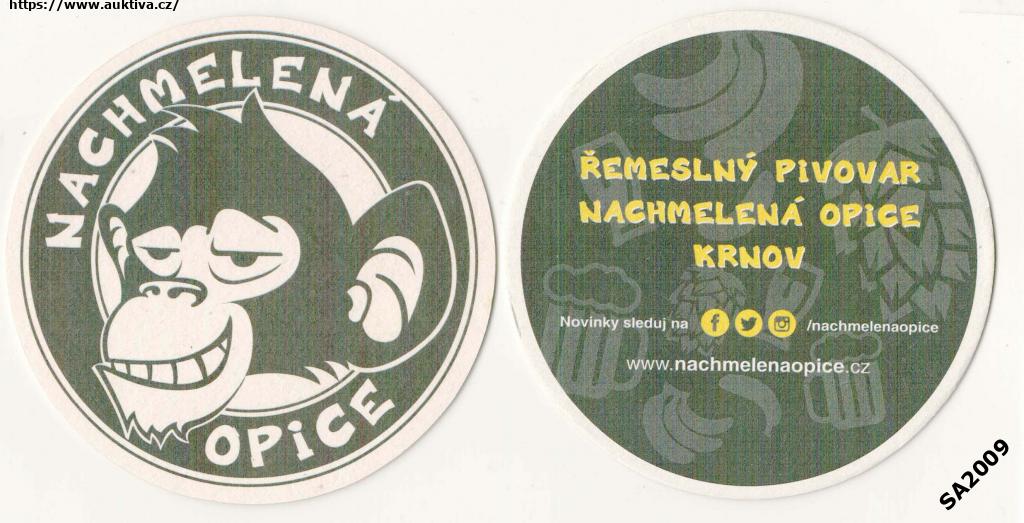 https://www.auktiva.cz/
NACHMELENÁ
OPiCE
ŘEMESLNÝ PiVOVAR
NACHMELENÁ OPiCE
KRNOV
Novinky sleduj na /nachmelenaopice
www.nachmelenaopice.cz
SA2009